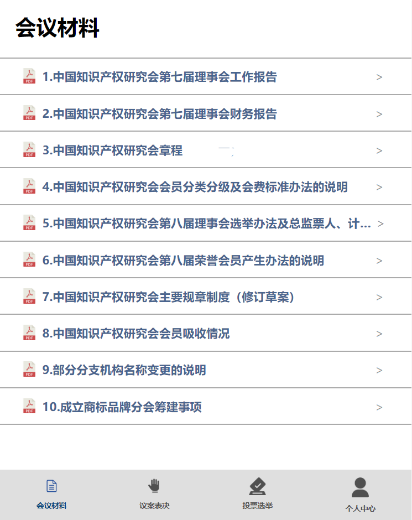 会议材料
1.中国知识产权研究会第七届理事会工作报告 >
2.中国知识产权研究会第七届理事会财务报告 >
3.中国知识产权研究会章程 >
4.中国知识产权研究会会员分类分级及会费标准办法的说明 >
5.中国知识产权研究会第八届理事会选举办法及总监票人、计... >
6.中国知识产权研究会第八届荣誉会员产生办法的说明 >
7.中国知识产权研究会主要规章制度（修订草案） >
8.中国知识产权研究会会员吸收情况 >
9.部分分支机构名称变更的说明 >
10.成立商标品牌分会筹建事项 >
会议材料 议案表决 投票选举 个人中心